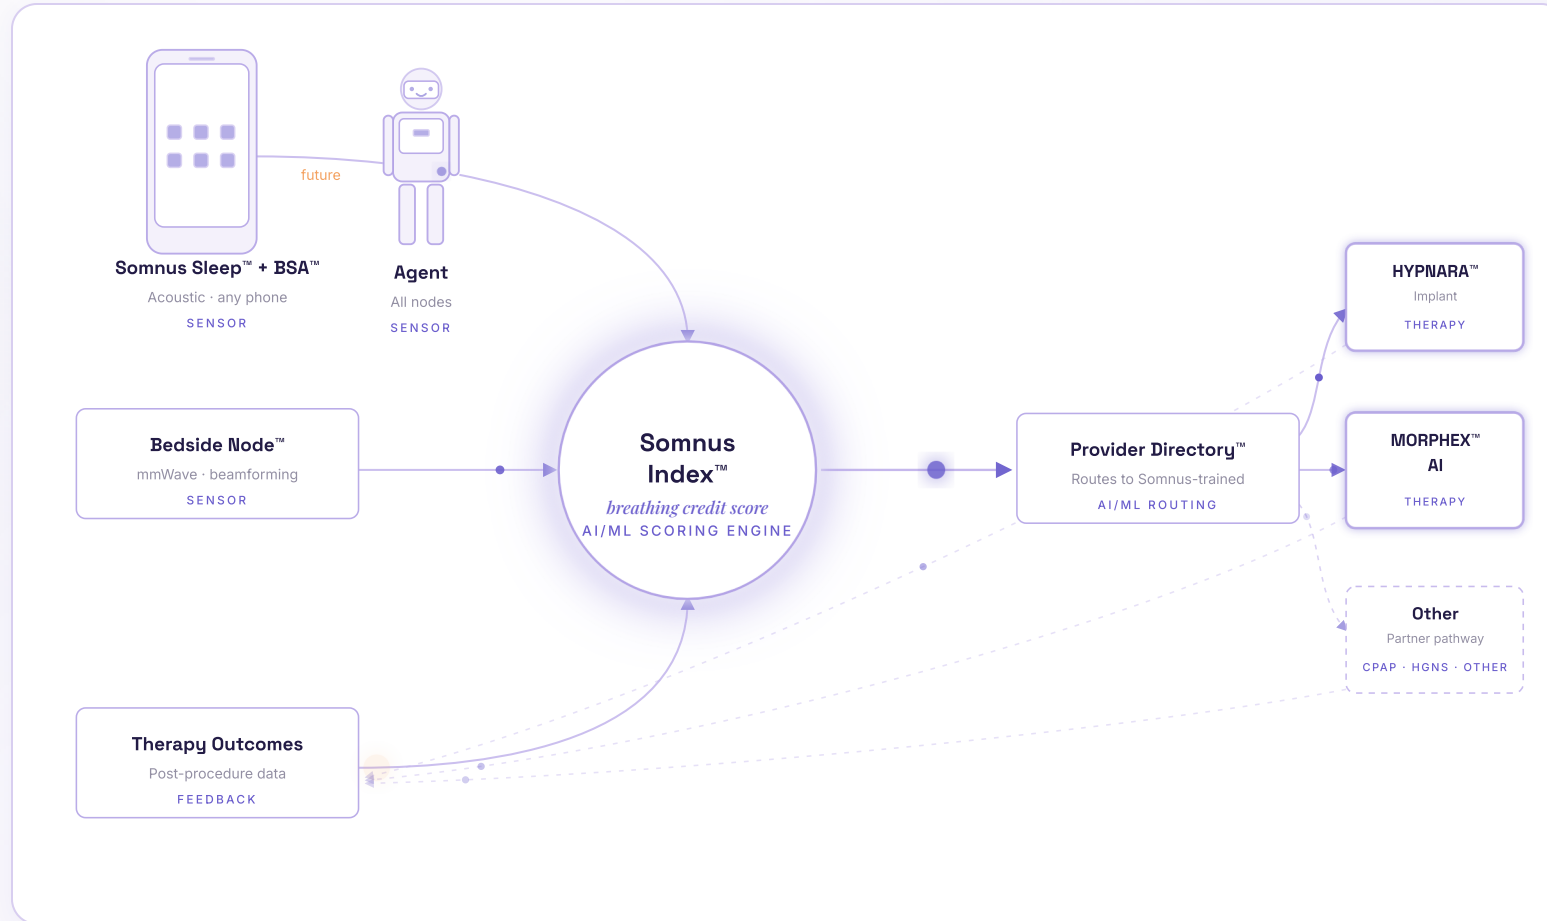 future
Somnus Sleep™ + BSA™
Acoustic · any phone
SENSOR
Agent
All nodes
SENSOR
Bedside Node™
mmWave · beamforming
SENSOR
Somnus
Index™
breathing credit score
AI/ML SCORING ENGINE
Provider Directory™
Routes to Somnus-trained
AI/ML ROUTING
HYPNARA™
Implant
THERAPY
MORPHEX™
AI
THERAPY
Other
Partner pathway
CPAP · HGNS · OTHER
Therapy Outcomes
Post-procedure data
FEEDBACK